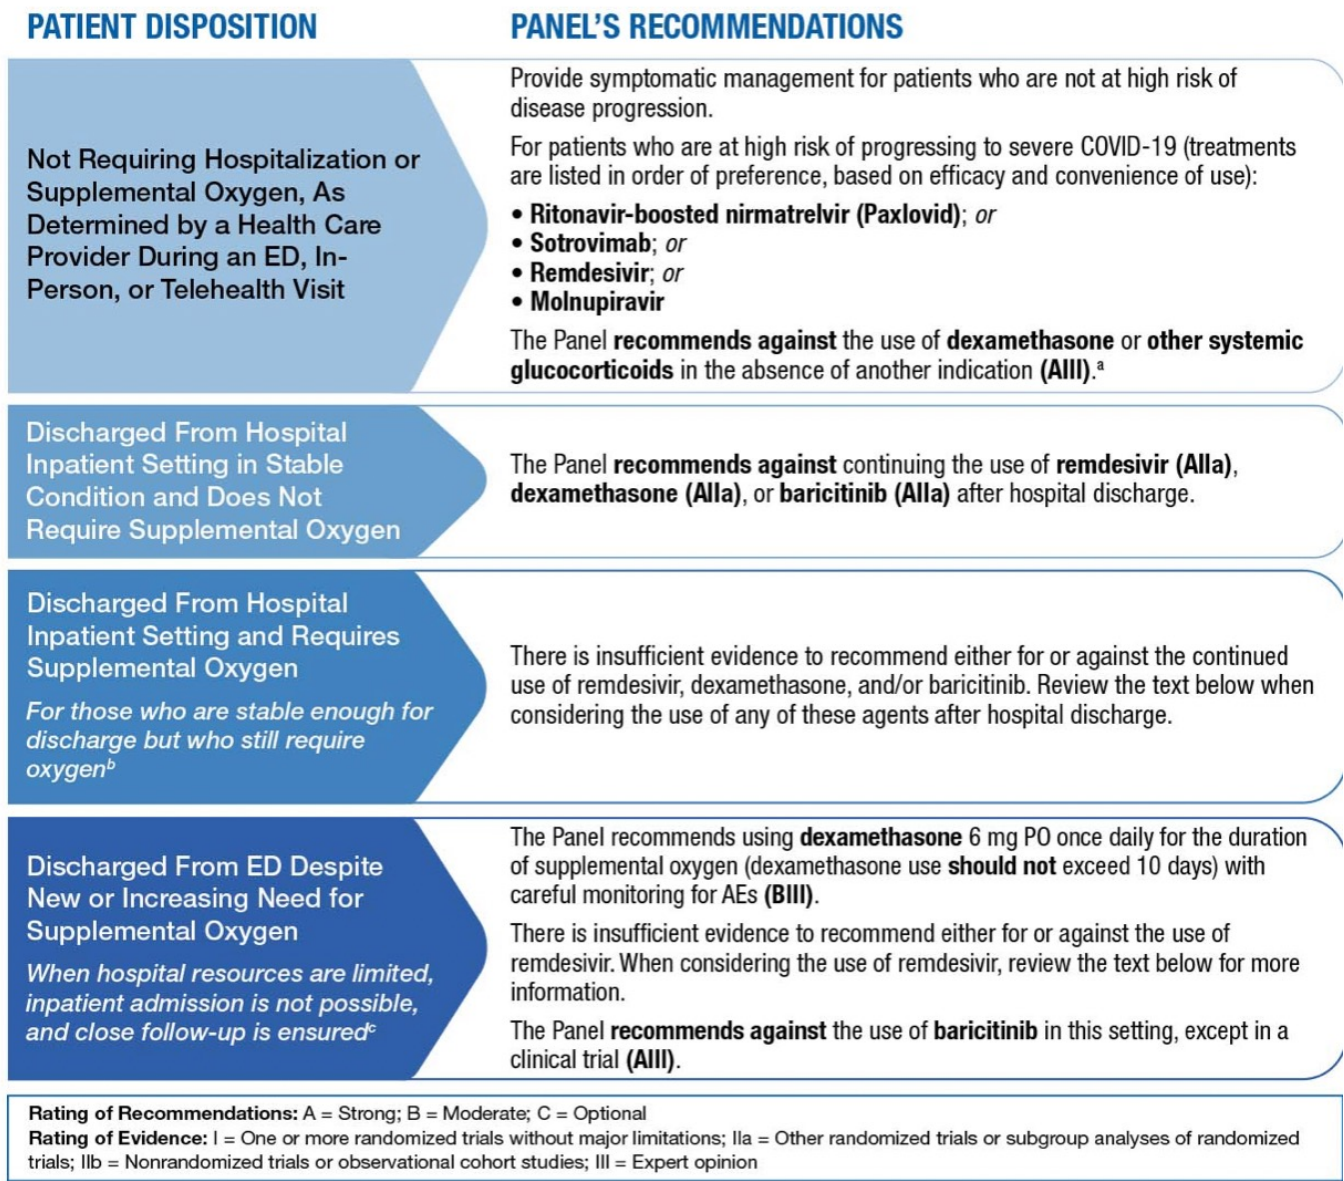 PATIENT DISPOSITION
PANEL'S RECOMMENDATIONS
Not Requiring Hospitalization or
Supplemental Oxygen, As
Determined by a Health Care
Provider During an ED, In-
Person, or Telehealth Visit
Provide symptomatic management for patients who are not at high risk of
disease progression.
For patients who are at high risk of progressing to severe COVID-19 (treatments
are listed in order of preference, based on efficacy and convenience of use):
• Ritonavir-boosted nirmatrelvir (Paxlovid); or
• Sotrovimab; or
• Remdesivir; or
• Molnupiravir
The Panel recommends against the use of dexamethasone or other systemic
glucocorticoids in the absence of another indication (AIII).a
Discharged From Hospital
Inpatient Setting in Stable
Condition and Does Not
Require Supplemental Oxygen
The Panel recommends against continuing the use of remdesivir (AIIa),
dexamethasone (AIIa), or baricitinib (AIIa) after hospital discharge.
Discharged From Hospital
Inpatient Setting and Requires
Supplemental Oxygen
For those who are stable enough for
discharge but who still require
oxygenb
There is insufficient evidence to recommend either for or against the continued
use of remdesivir, dexamethasone, and/or baricitinib. Review the text below when
considering the use of any of these agents after hospital discharge.
Discharged From ED Despite
New or Increasing Need for
Supplemental Oxygen
When hospital resources are limited,
inpatient admission is not possible,
and close follow-up is ensuredc
The Panel recommends using dexamethasone 6 mg PO once daily for the duration
of supplemental oxygen (dexamethasone use should not exceed 10 days) with
careful monitoring for AEs (BIII).
There is insufficient evidence to recommend either for or against the use of
remdesivir. When considering the use of remdesivir, review the text below for more
information.
The Panel recommends against the use of baricitinib in this setting, except in a
clinical trial (AIII).
Rating of Recommendations: A = Strong; B = Moderate; C = Optional
Rating of Evidence: I = One or more randomized trials without major limitations; IIa = Other randomized trials or subgroup analyses of randomized
trials; IIb = Nonrandomized trials or observational cohort studies; III = Expert opinion